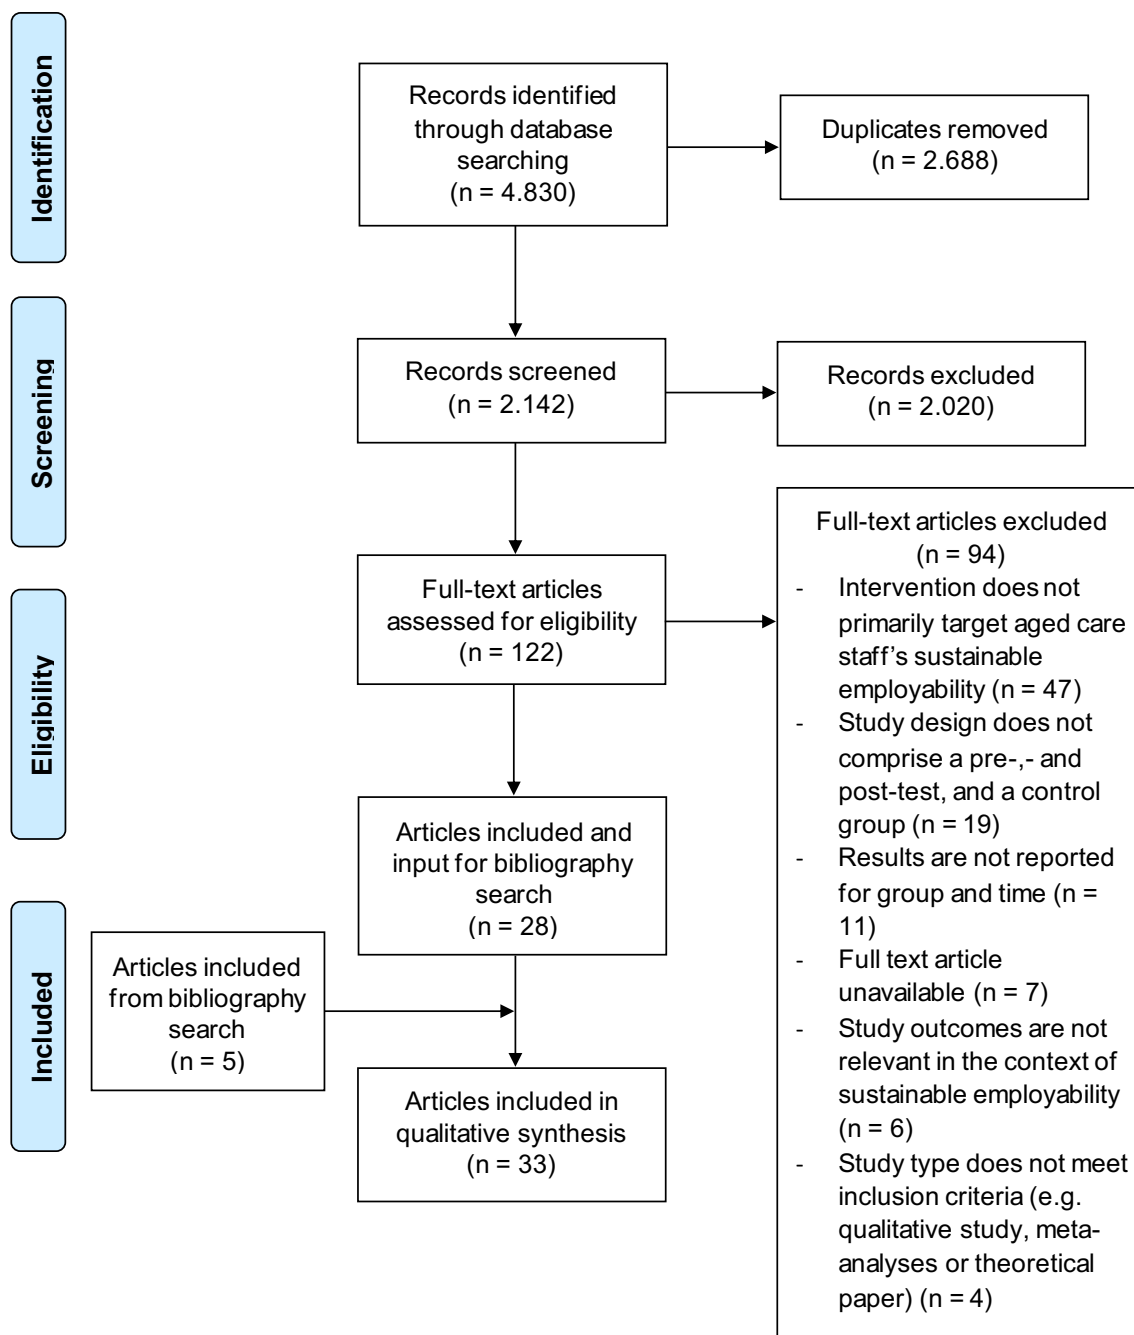 Identification
Records identified
through database
searching
(n = 4.830)
Duplicates removed
(n = 2.688)
Screening
Records screened
(n = 2.142)
Records excluded
(n = 2.020)
Eligibility
Full-text articles
assessed for eligibility
(n = 122)
Full-text articles excluded
(n = 94)
- Intervention does not
primarily target aged care
staff’s sustainable
employability (n = 47)
- Study design does not
comprise a pre-,- and
post-test, and a control
group (n = 19)
- Results are not reported
for group and time (n =
11)
- Full text article
unavailable (n = 7)
- Study outcomes are not
relevant in the context of
sustainable employability
(n = 6)
- Study type does not meet
inclusion criteria (e.g.
qualitative study, meta-
analyses or theoretical
paper) (n = 4)
Articles included and
input for bibliography
search
(n = 28)
Included
Articles included
from bibliography
search
(n = 5)
Articles included in
qualitative synthesis
(n = 33)